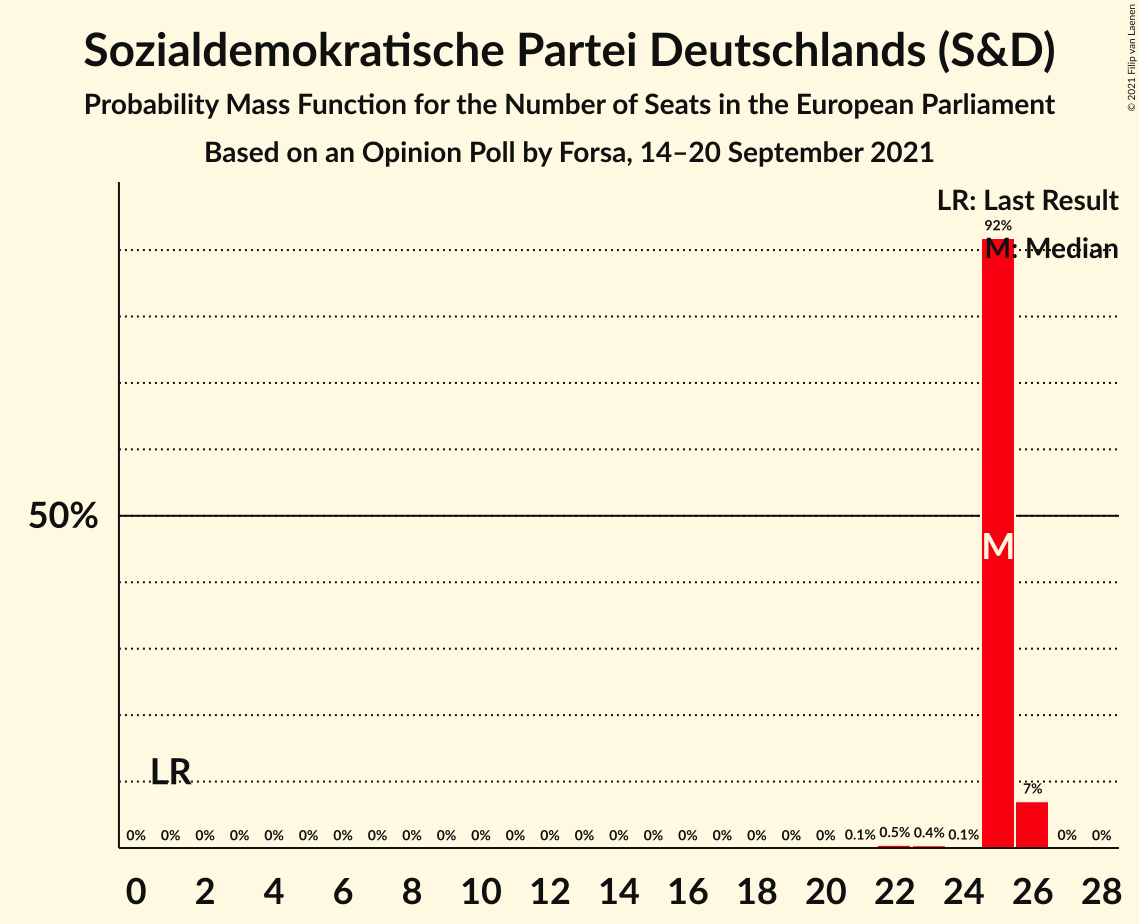 Sozialdemokratische Partei Deutschlands (S&D)
Probability Mass Function for the Number of Seats in the European Parliament
Based on an Opinion Poll by Forsa, 14–20 September 2021
© 2021 Filip van Laenen
LR: Last Result
92%
M: Median
50%
M
LR
7%
0% 0% 0% 0% 0% 0% 0% 0% 0% 0% 0% 0% 0% 0% 0% 0% 0% 0% 0% 0% 0% 0.1% 0.5% 0.4% 0.1% 0% 0%
0 2 4 6 8 10 12 14 16 18 20 22 24 26 28